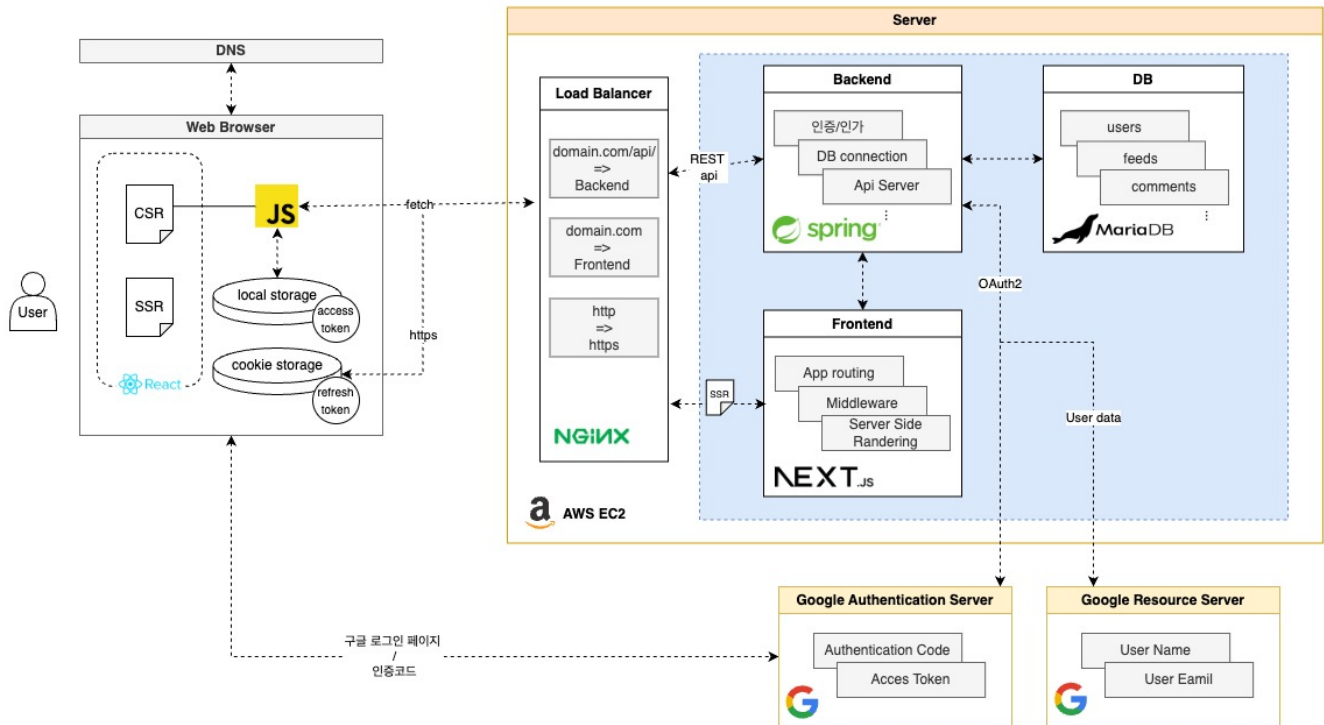 Server
DNS
Web Browser
CSR
JS
SSR
local storage
access
token
cookie storage
refresh
token
React
User
fetch
https
Load Balancer
domain.com/api/
=>
Backend
domain.com
=>
Frontend
http
=>
https
NGINX
AWS EC2
REST
api
SSR
Backend
인증/인가
DB connection
Api Server
spring
DB
users
feeds
comments
MariaDB
OAuth2
Frontend
App routing
Middleware
Server Side
Randering
NEXT.JS
User data
구글 로그인 페이지
/
인증코드
Google Authentication Server
Authentication Code
Acces Token
Google Resource Server
User Name
User Eamil